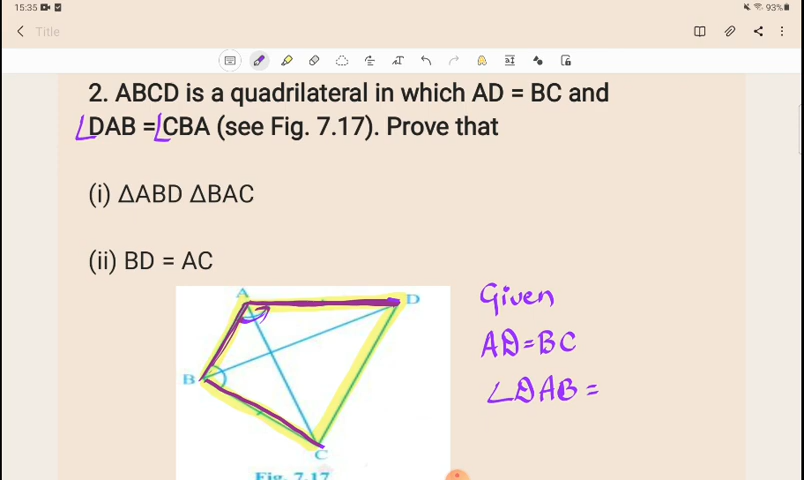 15:35
93%
Title
2. ABCD is a quadrilateral in which AD = BC and
∠DAB = ∠CBA (see Fig. 7.17). Prove that
(i) ΔABD ΔBAC
(ii) BD = AC
A
D
B
C
Fig. 7.17
Given
AD=BC
∠DAB =